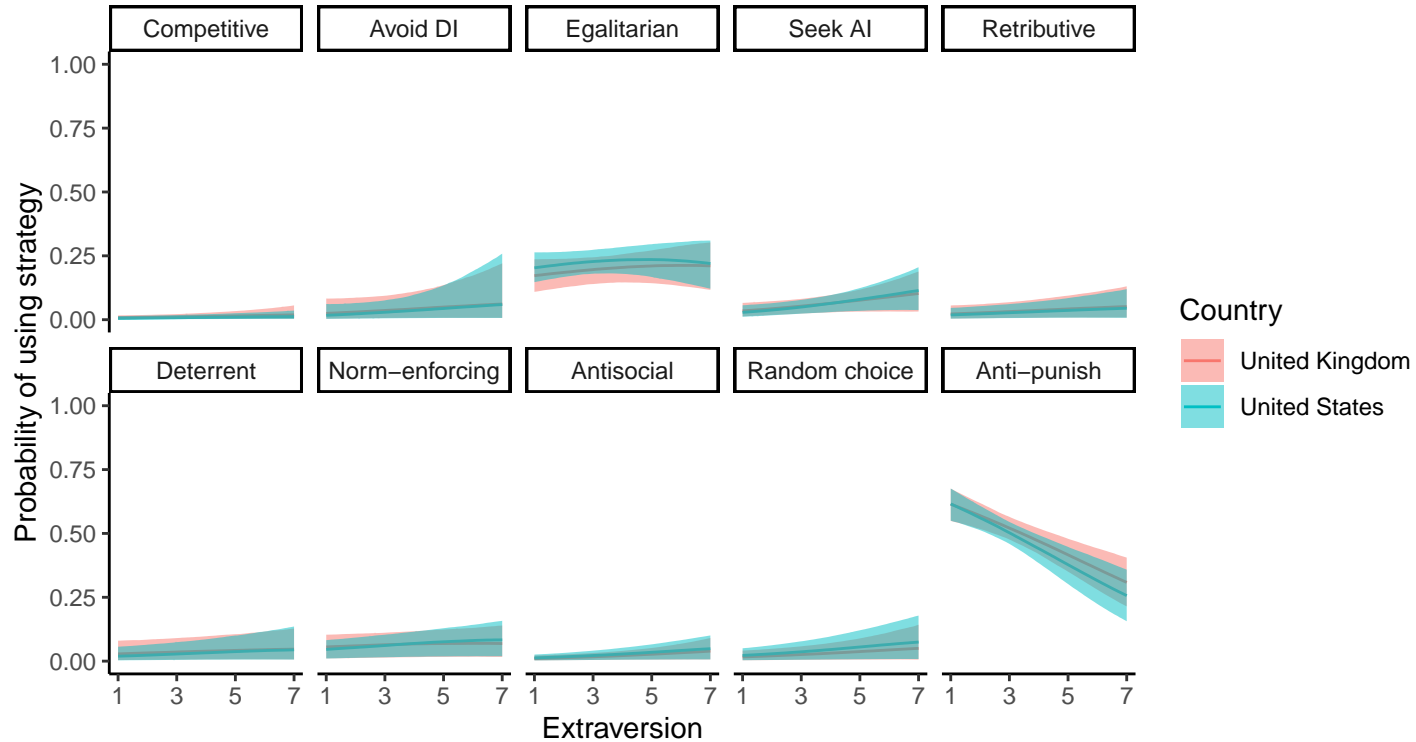 Competitive Avoid DI Egalitarian Seek AI Retributive
1.00
0.75
0.50
0.25
0.00
Deterrent Norm−enforcing Antisocial Random choice Anti−punish
1.00
0.75
0.50
0.25
0.00
1 3 5 7 1 3 5 7 1 3 5 7 1 3 5 7 1 3 5 7
Extraversion
Probability of using strategy
Country
United Kingdom
United States